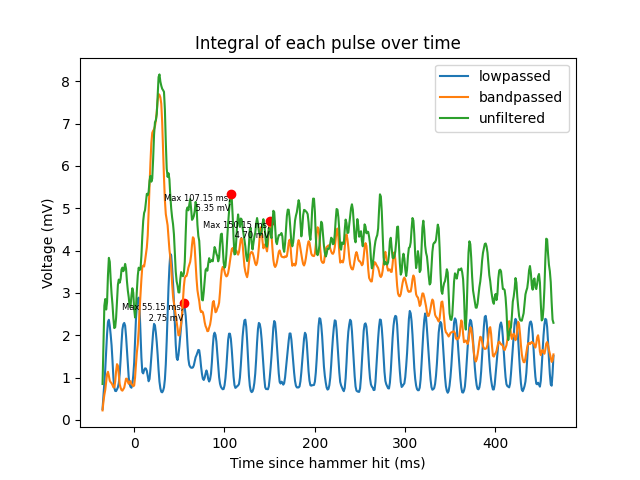 Integral of each pulse over time
lowpassed
bandpassed
unfiltered
Voltage (mV)
8
7
6
5
4
3
2
1
0
Max 107.15 ms,
5.35 mV
Max 150.15 ms,
4.70 mV
Max 55.15 ms,
2.75 mV
0 100 200 300 400
Time since hammer hit (ms)